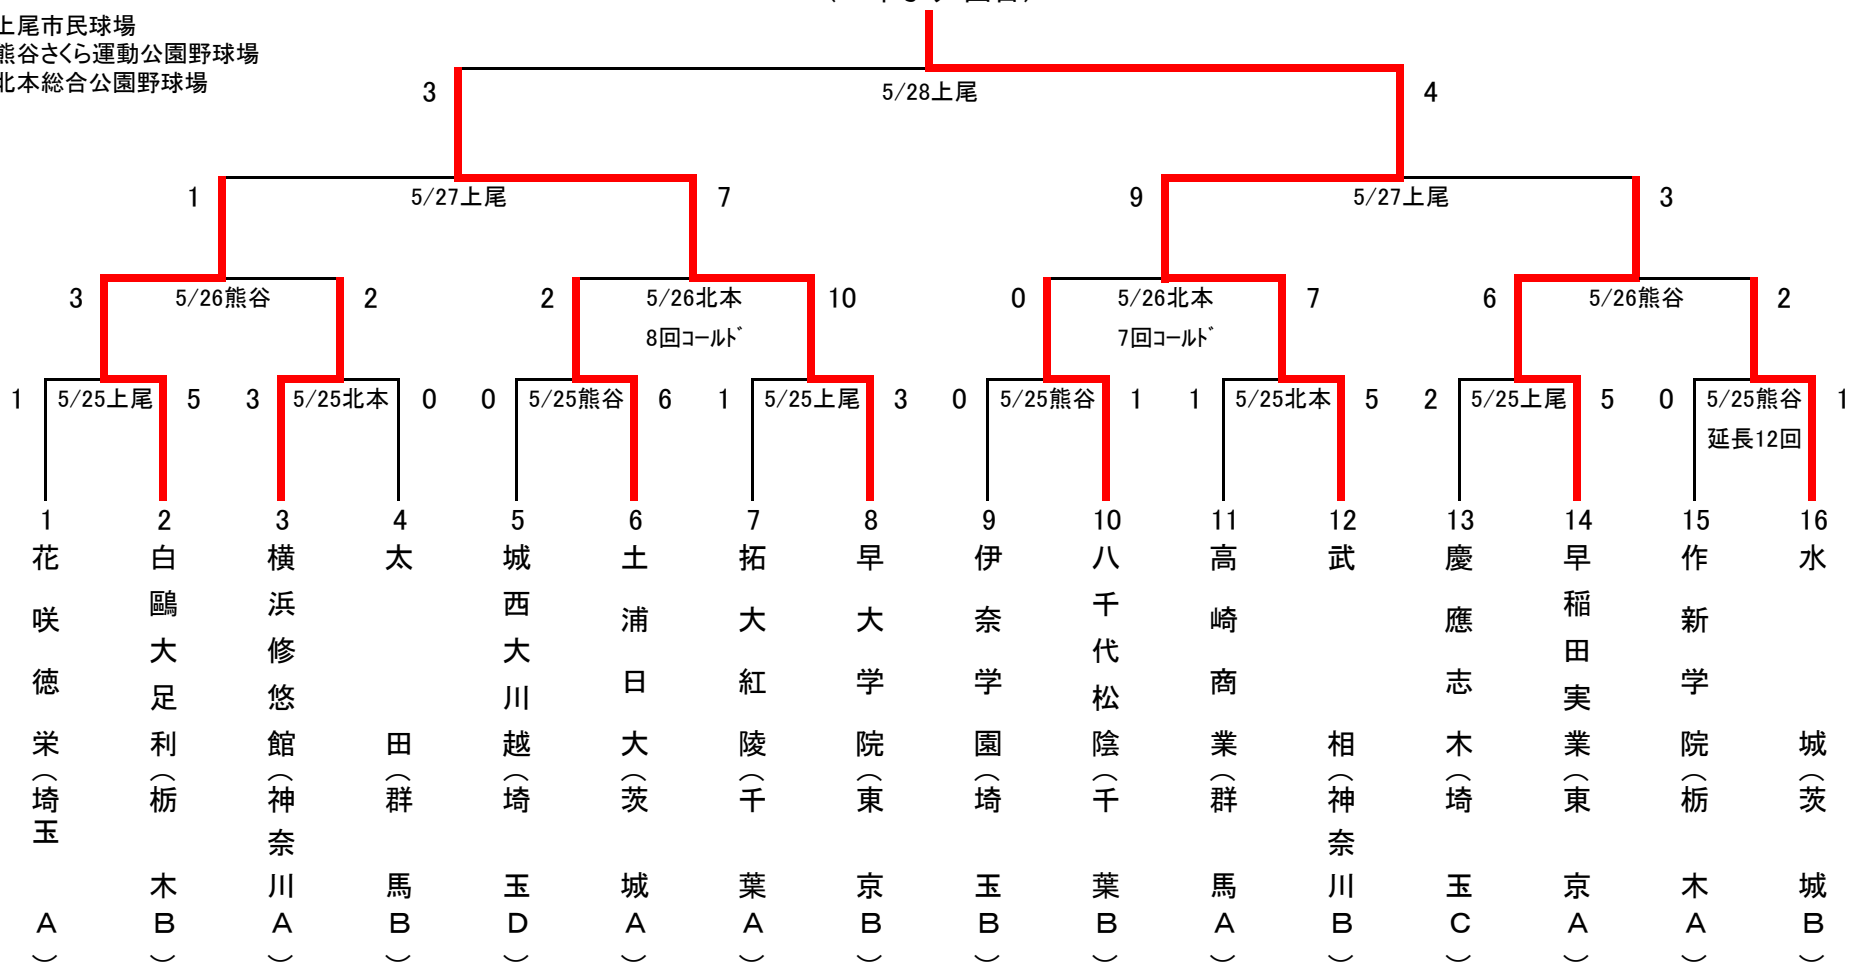 上尾市民球場
熊谷さくら運動公園野球場
北本総合公園野球場
3 5/28上尾 4
1 5/27上尾 7 9 5/27上尾 3
3 5/26熊谷 2 2 5/26北本 10 0 5/26北本 7 6 5/26熊谷 2
8回コールド 7回コールド
1 5/25上尾 5 3 5/25北本 0 0 5/25熊谷 6 1 5/25上尾 3 0 5/25熊谷 1 1 5/25北本 5 2 5/25上尾 5 0 5/25熊谷 1
延長12回
1 2 3 4 5 6 7 8 9 10 11 12 13 14 15 16
花咲徳栄(埼玉A)
白鷗大足利(栃木B)
横浜修悠館(神奈川A)
太田(群馬B)
城西大川越(埼玉D)
土浦日大(茨城A)
拓大紅陵(千葉A)
早大学院(東京B)
伊奈学園(埼玉B)
八千代松陰(千葉B)
高崎商業(群馬A)
武相(神奈川B)
慶應志木(埼玉C)
早稲田実業(東京A)
作新学院(栃木A)
水城(茨城B)